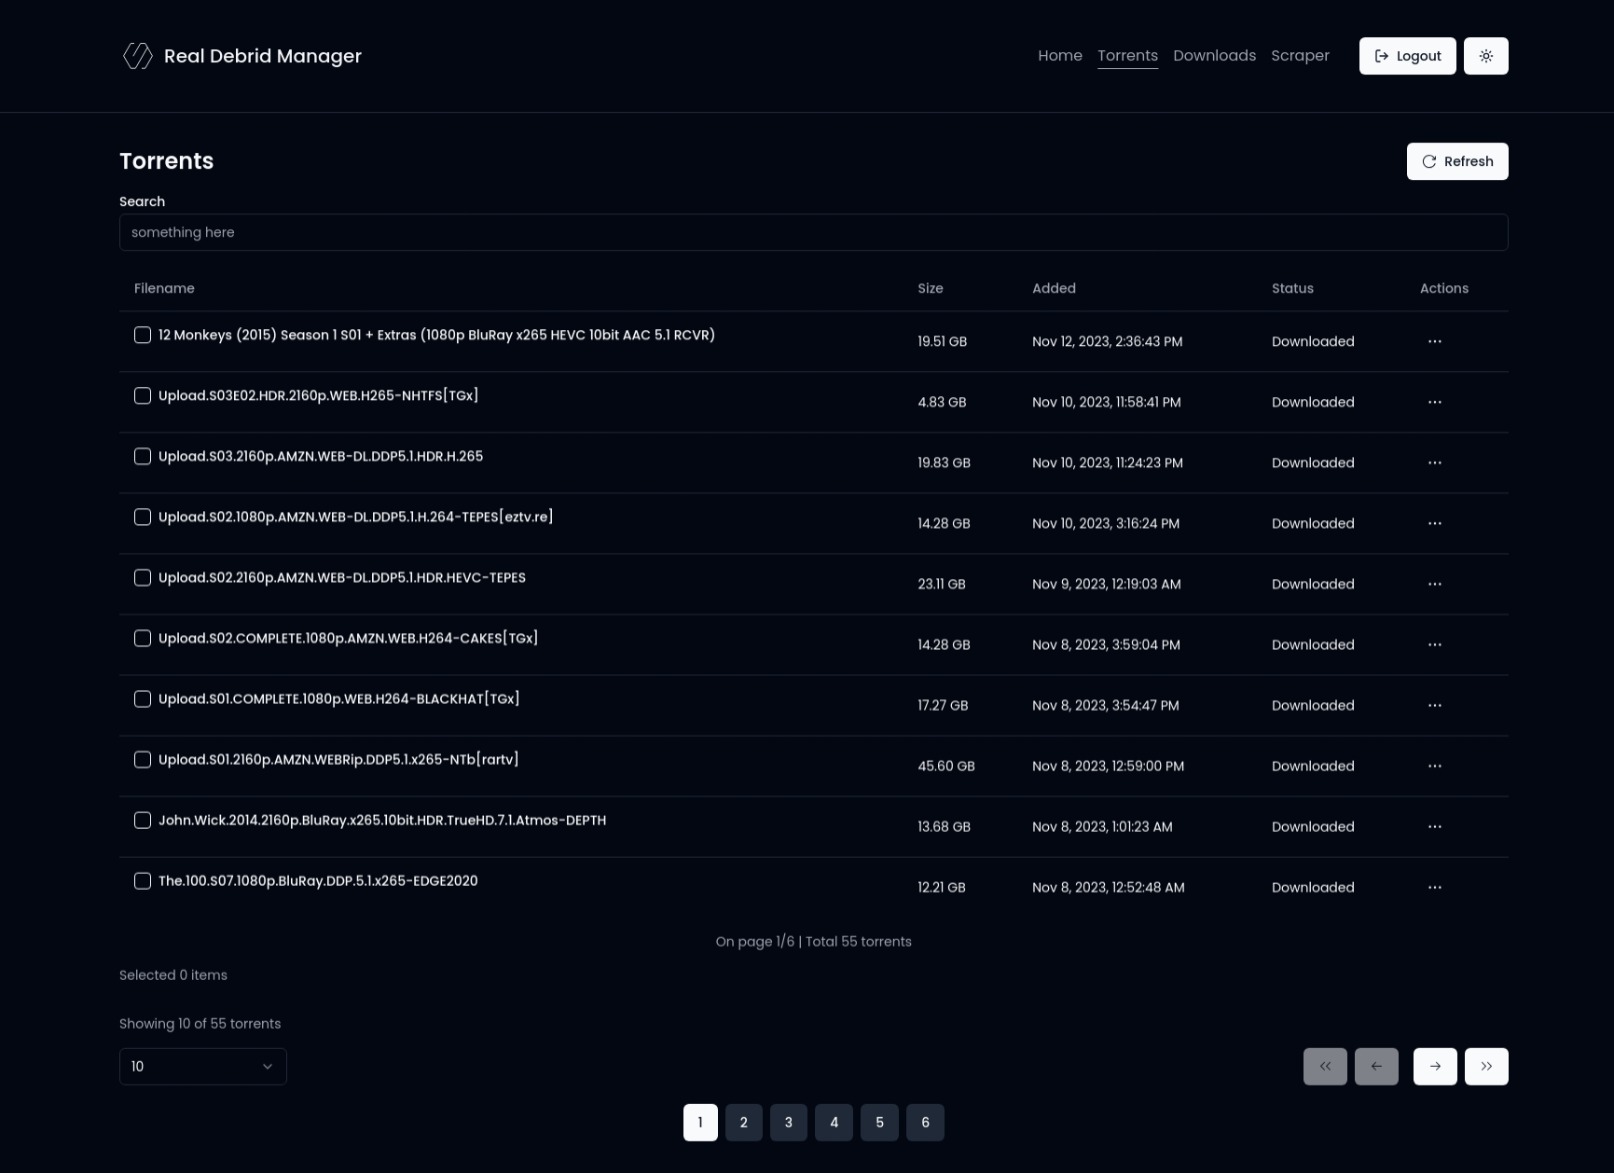 Real Debrid Manager
Home Torrents Downloads Scraper Logout
Torrents
Refresh
Search
something here
Filename Size Added Status Actions
12 Monkeys (2015) Season 1 S01 + Extras (1080p BluRay x265 HEVC 10bit AAC 5.1 RCVR) 19.51 GB Nov 12, 2023, 2:36:43 PM Downloaded ...
Upload.S03E02.HDR.2160p.WEB.H265-NHTFS[TGx] 4.83 GB Nov 10, 2023, 11:58:41 PM Downloaded ...
Upload.S03.2160p.AMZN.WEB-DL.DDP5.1.HDR.H.265 19.83 GB Nov 10, 2023, 11:24:23 PM Downloaded ...
Upload.S02.1080p.AMZN.WEB-DL.DDP5.1.H.264-TEPES[eztv.re] 14.28 GB Nov 10, 2023, 3:16:24 PM Downloaded ...
Upload.S02.2160p.AMZN.WEB-DL.DDP5.1.HDR.HEVC-TEPES 23.11 GB Nov 9, 2023, 12:19:03 AM Downloaded ...
Upload.S02.COMPLETE.1080p.AMZN.WEB.H264-CAKES[TGx] 14.28 GB Nov 8, 2023, 3:59:04 PM Downloaded ...
Upload.S01.COMPLETE.1080p.WEB.H264-BLACKHAT[TGx] 17.27 GB Nov 8, 2023, 3:54:47 PM Downloaded ...
Upload.S01.2160p.AMZN.WEBRip.DDP5.1.x265-NTb[rartv] 45.60 GB Nov 8, 2023, 12:59:00 PM Downloaded ...
John.Wick.2014.2160p.BluRay.x265.10bit.HDR.TrueHD.7.1.Atmos-DEPTH 13.68 GB Nov 8, 2023, 1:01:23 AM Downloaded ...
The.100.S07.1080p.BluRay.DDP.5.1.x265-EDGE2020 12.21 GB Nov 8, 2023, 12:52:48 AM Downloaded ...
On page 1/6 | Total 55 torrents
Selected 0 items
Showing 10 of 55 torrents
10
1 2 3 4 5 6